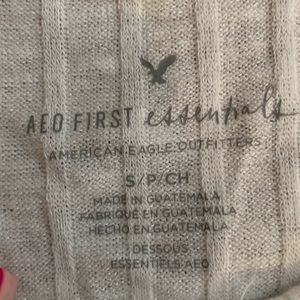 AEO FIRST essentials
AMERICAN EAGLE OUTFITTERS
S/P/CH
MADE IN GUATEMALA
FABRIQUÉ EN GUATEMALA
HECHO EN GUATEMALA
DESSOUS
ESSENTIELS AEO